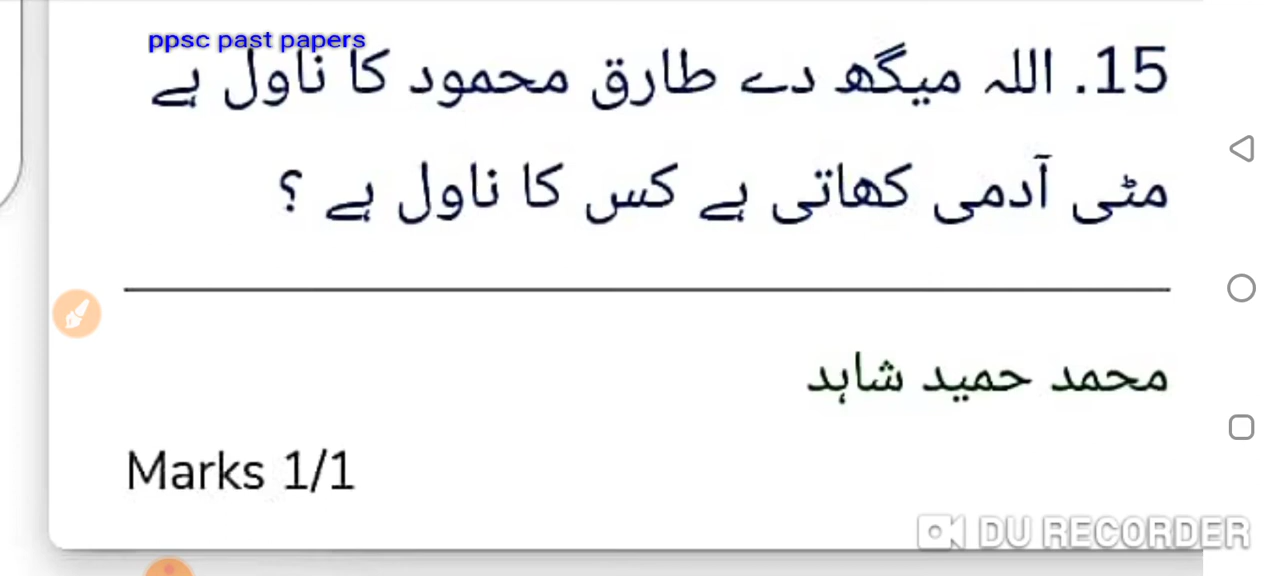 ppsc past papers
15. اللہ میگھ دے طارق محمود کا ناول ہے
مٹی آدمی کھاتی ہے کس کا ناول ہے ؟
محمد حمید شاہد
Marks 1/1
DU RECORDER